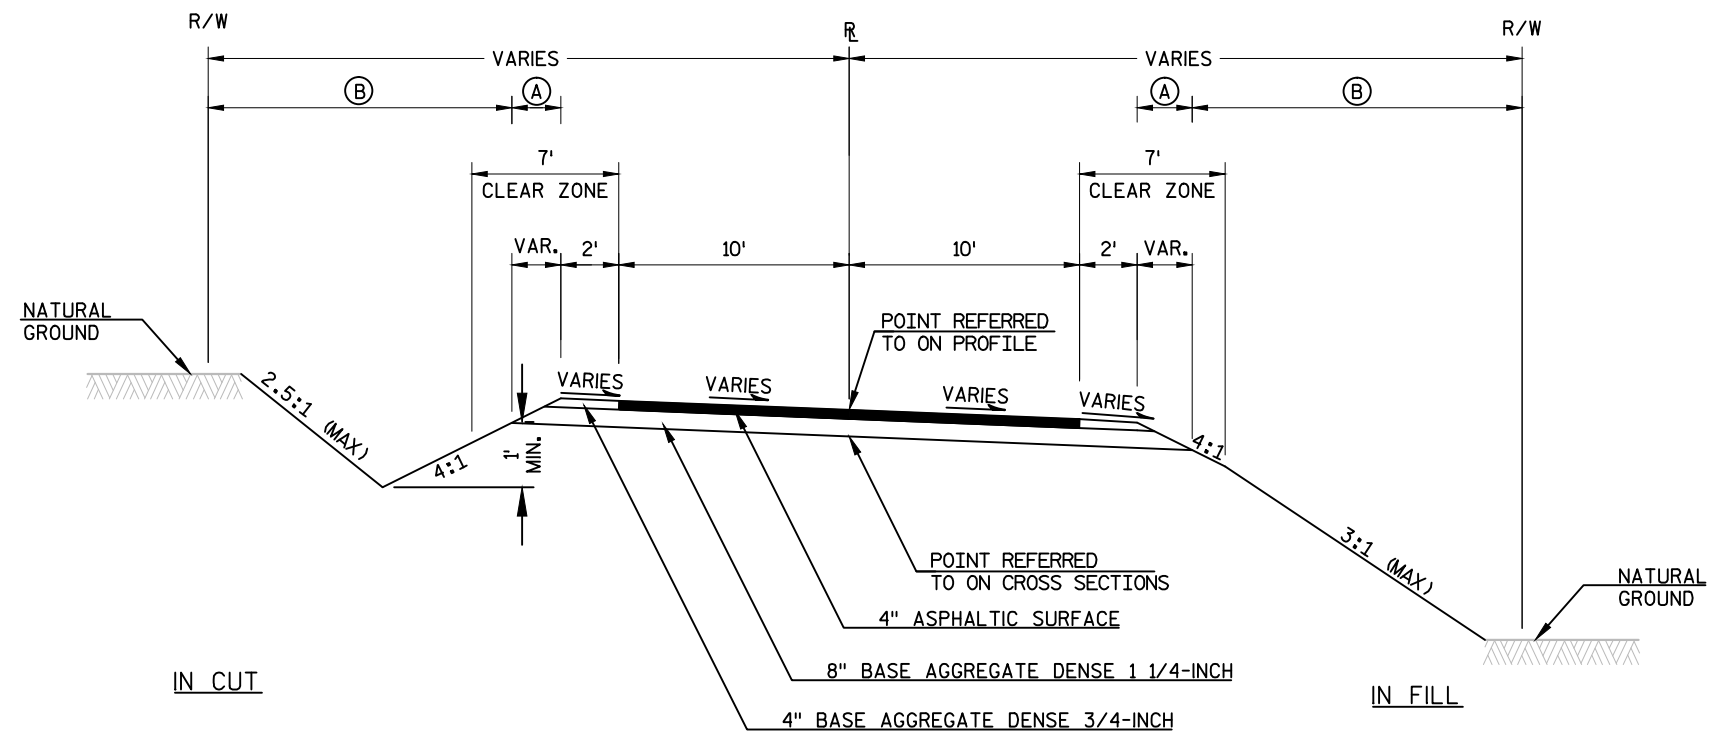 R/W
R/W
VARIES
VARIES
B
A
A
B
7'
CLEAR ZONE
7'
CLEAR ZONE
VAR.
2'
10'
10'
2'
VAR.
NATURAL
GROUND
POINT REFERRED
TO ON PROFILE
2.5:1 (MAX)
VARIES
VARIES
VARIES
VARIES
4:1
1'
MIN.
4:1
3:1 (MAX)
POINT REFERRED
TO ON CROSS SECTIONS
NATURAL
GROUND
4" ASPHALTIC SURFACE
8" BASE AGGREGATE DENSE 1 1/4-INCH
4" BASE AGGREGATE DENSE 3/4-INCH
IN CUT
IN FILL